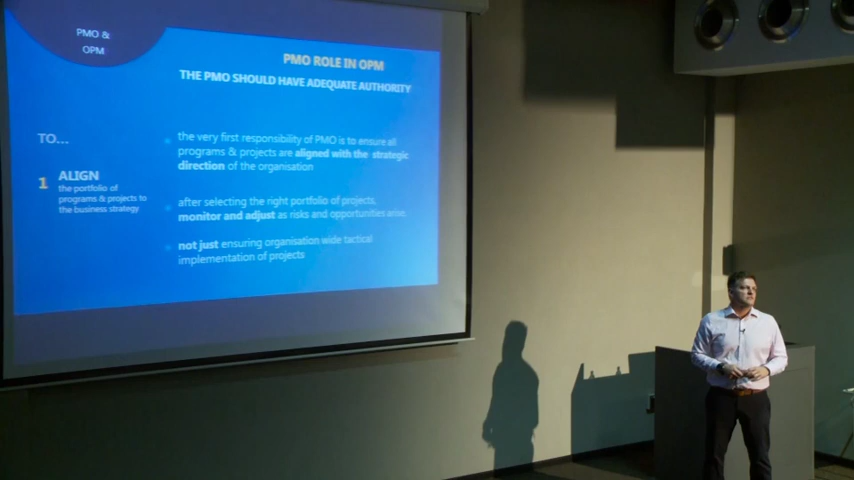 PMO &
OPM
PMO ROLE IN OPM
THE PMO SHOULD HAVE ADEQUATE AUTHORITY
TO...
1 ALIGN
the portfolio of
programs & projects to
the business strategy
the very first responsibility of PMO is to ensure all
programs & projects are aligned with the strategic
direction of the organisation
after selecting the right portfolio of projects,
monitor and adjust as risks and opportunities arise.
not just ensuring organisation wide tactical
implementation of projects